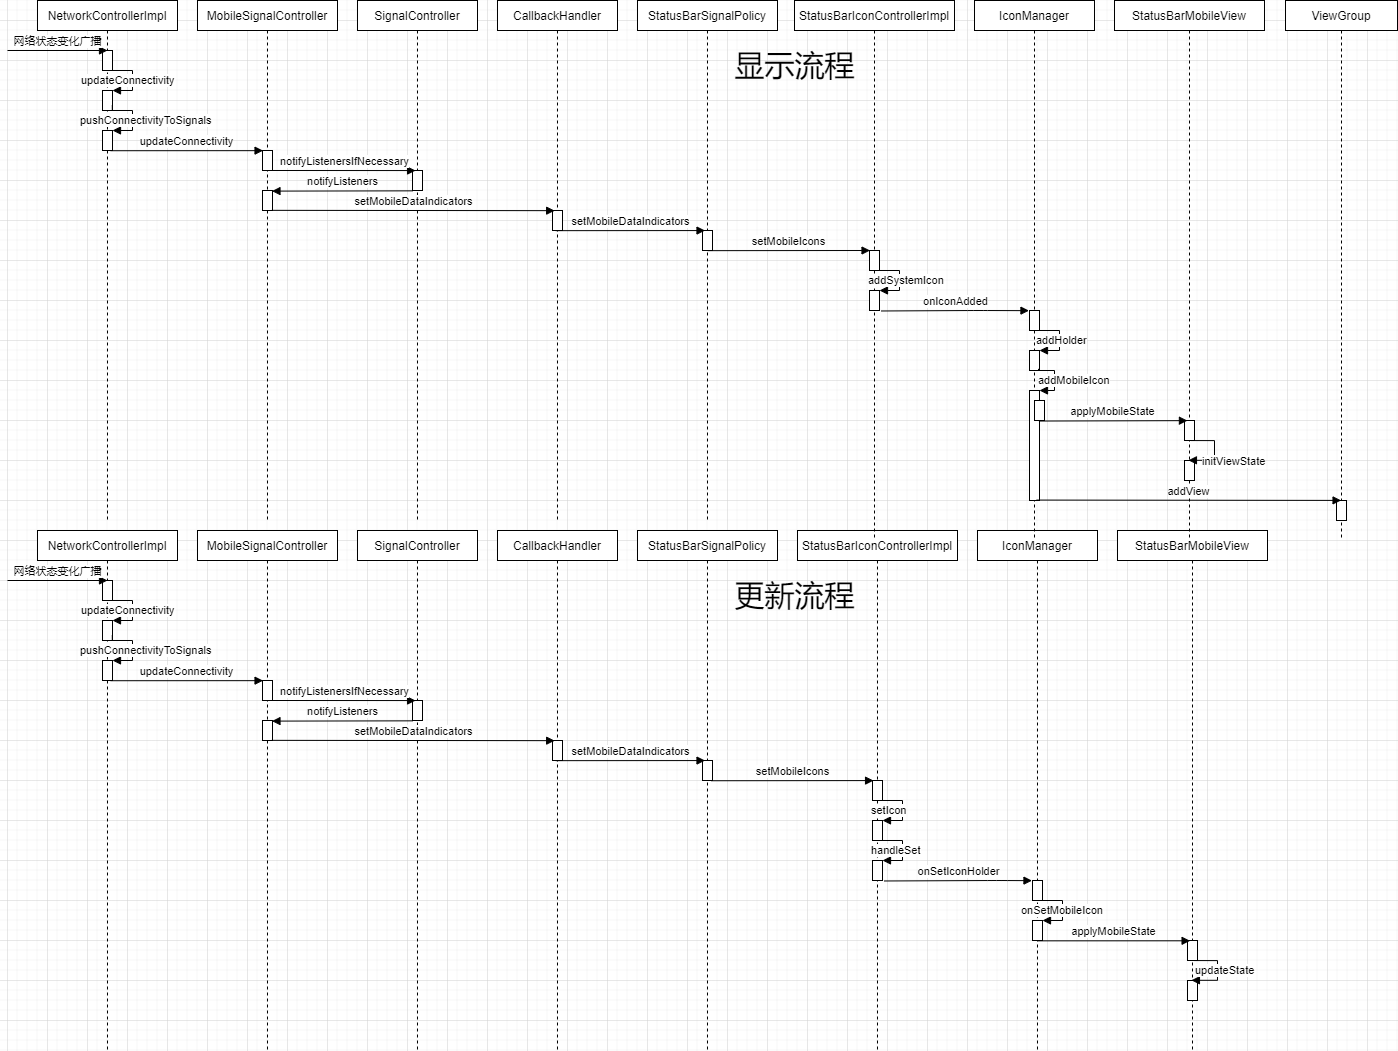 NetworkControllerImpl
MobileSignalController
SignalController
CallbackHandler
StatusBarSignalPolicy
StatusBarIconControllerImpl
IconManager
StatusBarMobileView
ViewGroup
网络状态变化广播
显示流程
updateConnectivity
pushConnectivityToSignals
updateConnectivity
notifyListenersIfNecessary
notifyListeners
setMobileDataIndicators
setMobileDataIndicators
setMobileIcons
addSystemIcon
onIconAdded
addHolder
addMobileIcon
applyMobileState
initViewState
addView
NetworkControllerImpl
MobileSignalController
SignalController
CallbackHandler
StatusBarSignalPolicy
StatusBarIconControllerImpl
IconManager
StatusBarMobileView
网络状态变化广播
更新流程
updateConnectivity
pushConnectivityToSignals
updateConnectivity
notifyListenersIfNecessary
notifyListeners
setMobileDataIndicators
setMobileDataIndicators
setMobileIcons
setIcon
handleSet
onSetIconHolder
onSetMobileIcon
applyMobileState
updateState